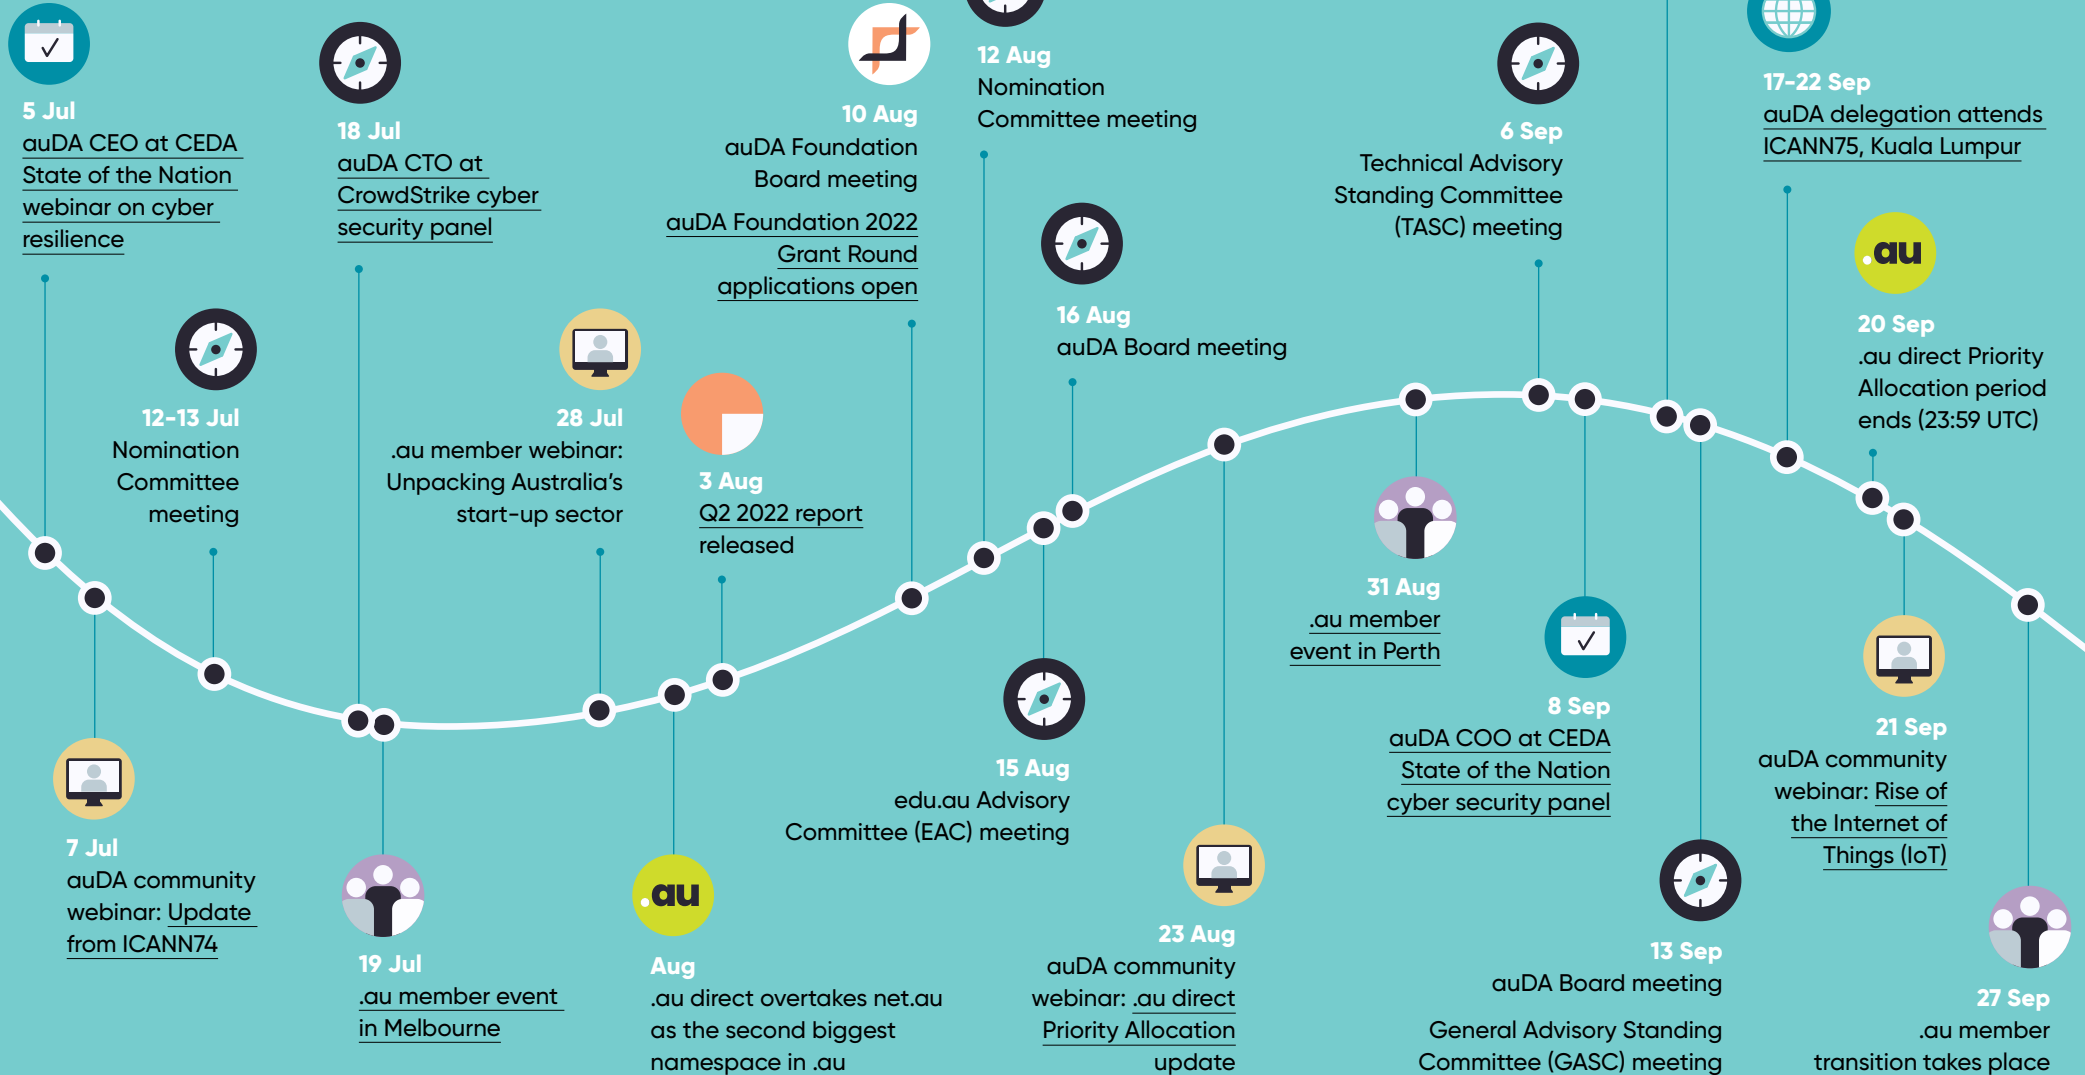 5 Jul
auDA CEO at CEDA
State of the Nation
webinar on cyber
resilience
7 Jul
auDA community
webinar: Update
from ICANN74
12-13 Jul
Nomination
Committee
meeting
18 Jul
auDA CTO at
CrowdStrike cyber
security panel
19 Jul
.au member event
in Melbourne
28 Jul
.au member webinar:
Unpacking Australia's
start-up sector
.au
Aug
.au direct overtakes net.au
as the second biggest
namespace in .au
3 Aug
Q2 2022 report
released
10 Aug
auDA Foundation
Board meeting
auDA Foundation 2022
Grant Round
applications open
12 Aug
Nomination
Committee meeting
15 Aug
edu.au Advisory
Committee (EAC) meeting
16 Aug
auDA Board meeting
23 Aug
auDA community
webinar: .au direct
Priority Allocation
update
31 Aug
.au member
event in Perth
6 Sep
Technical Advisory
Standing Committee
(TASC) meeting
8 Sep
auDA COO at CEDA
State of the Nation
cyber security panel
13 Sep
auDA Board meeting
General Advisory Standing
Committee (GASC) meeting
17-22 Sep
auDA delegation attends
ICANN75, Kuala Lumpur
.au
20 Sep
.au direct Priority
Allocation period
ends (23:59 UTC)
21 Sep
auDA community
webinar: Rise of
the Internet of
Things (IoT)
27 Sep
.au member
transition takes place